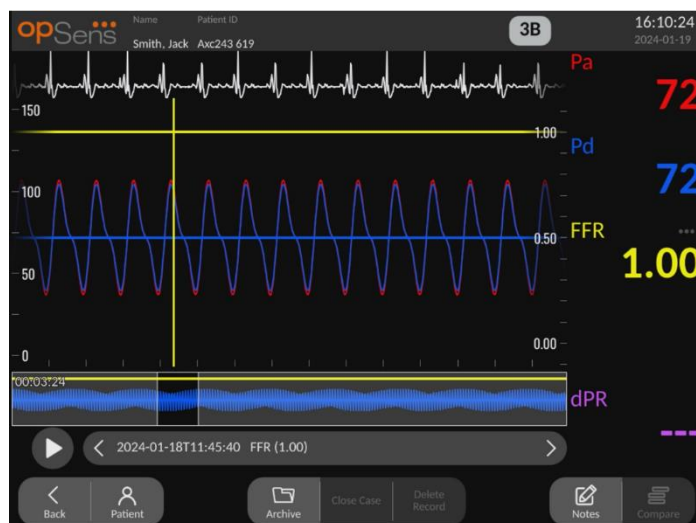 opSens
Name Patient ID
Smith, Jack Axc243 619
3B
16:10:24
2024-01-19
Pa
72
150
1.00
Pd
72
100
FFR
...
1.00
0.50
50
0.00
0
00:03:24
dPR
---
2024-01-18T11:45:40 FFR (1.00)
Back Patient Archive Close Case Delete Record Notes Compare